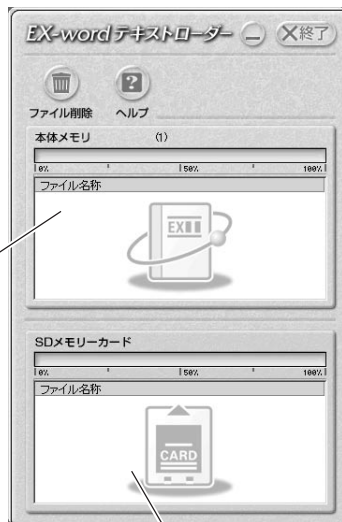 EX-word テキストローダー － ×終了
? 
ファイル削除 ヘルプ
本体メモリ (1)
0% 50% 100%
ファイル名称
EX
SDメモリーカード
0% 50% 100%
ファイル名称
CARD